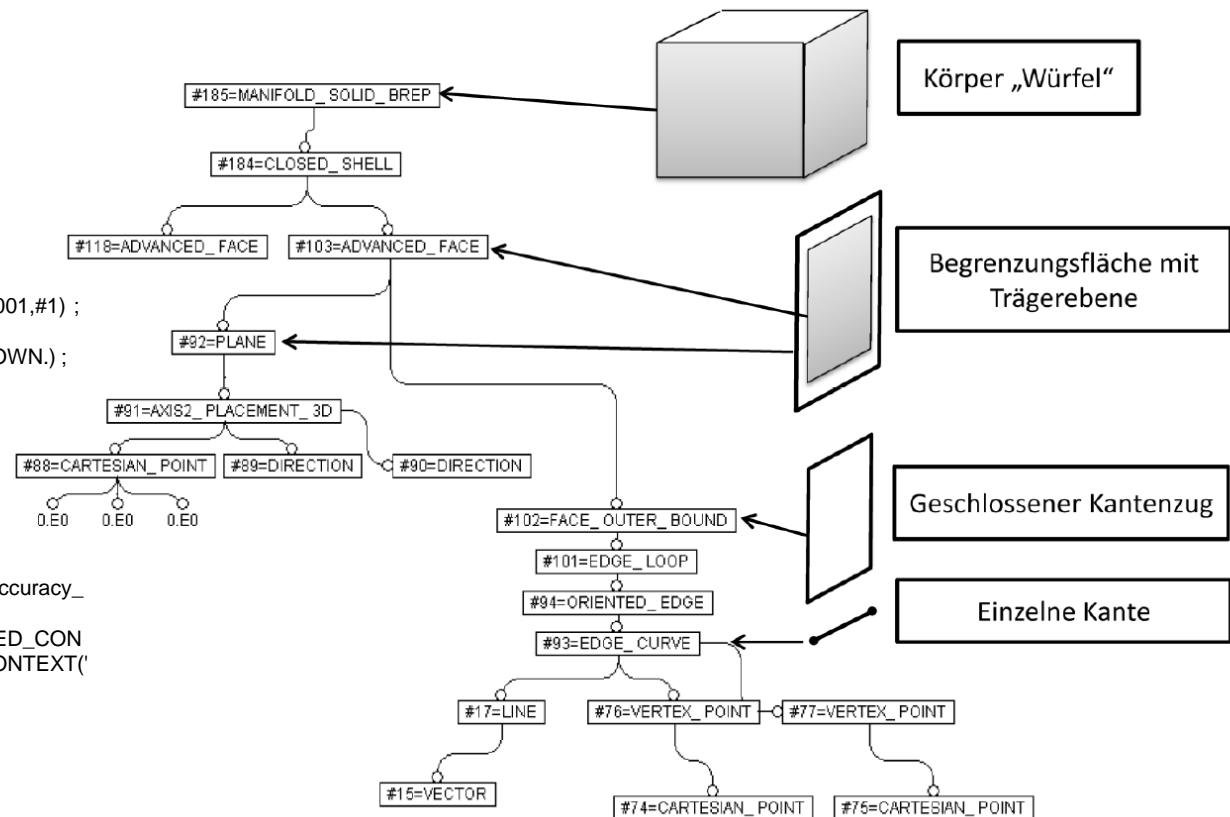 Körper „Würfel“
#185=MANIFOLD_SOLID_BREP
#184=CLOSED_SHELL
#118=ADVANCED_FACE
#103=ADVANCED_FACE
Begrenzungsfläche mit
Trägerebene
001,#1) ;
#92=PLANE
OWN.) ;
#91=AXIS2_PLACEMENT_3D
#88=CARTESIAN_POINT
#89=DIRECTION
#90=DIRECTION
0.E0
0.E0
0.E0
#102=FACE_OUTER_BOUND
Geschlossener Kantenzug
#101=EDGE_LOOP
ccuracy_
#94=ORIENTED_EDGE
Einzelne Kante
ED_CON
#93=EDGE_CURVE
ONTEXT('
#17=LINE
#76=VERTEX_POINT
#77=VERTEX_POINT
#15=VECTOR
#74=CARTESIAN_POINT
#75=CARTESIAN_POINT